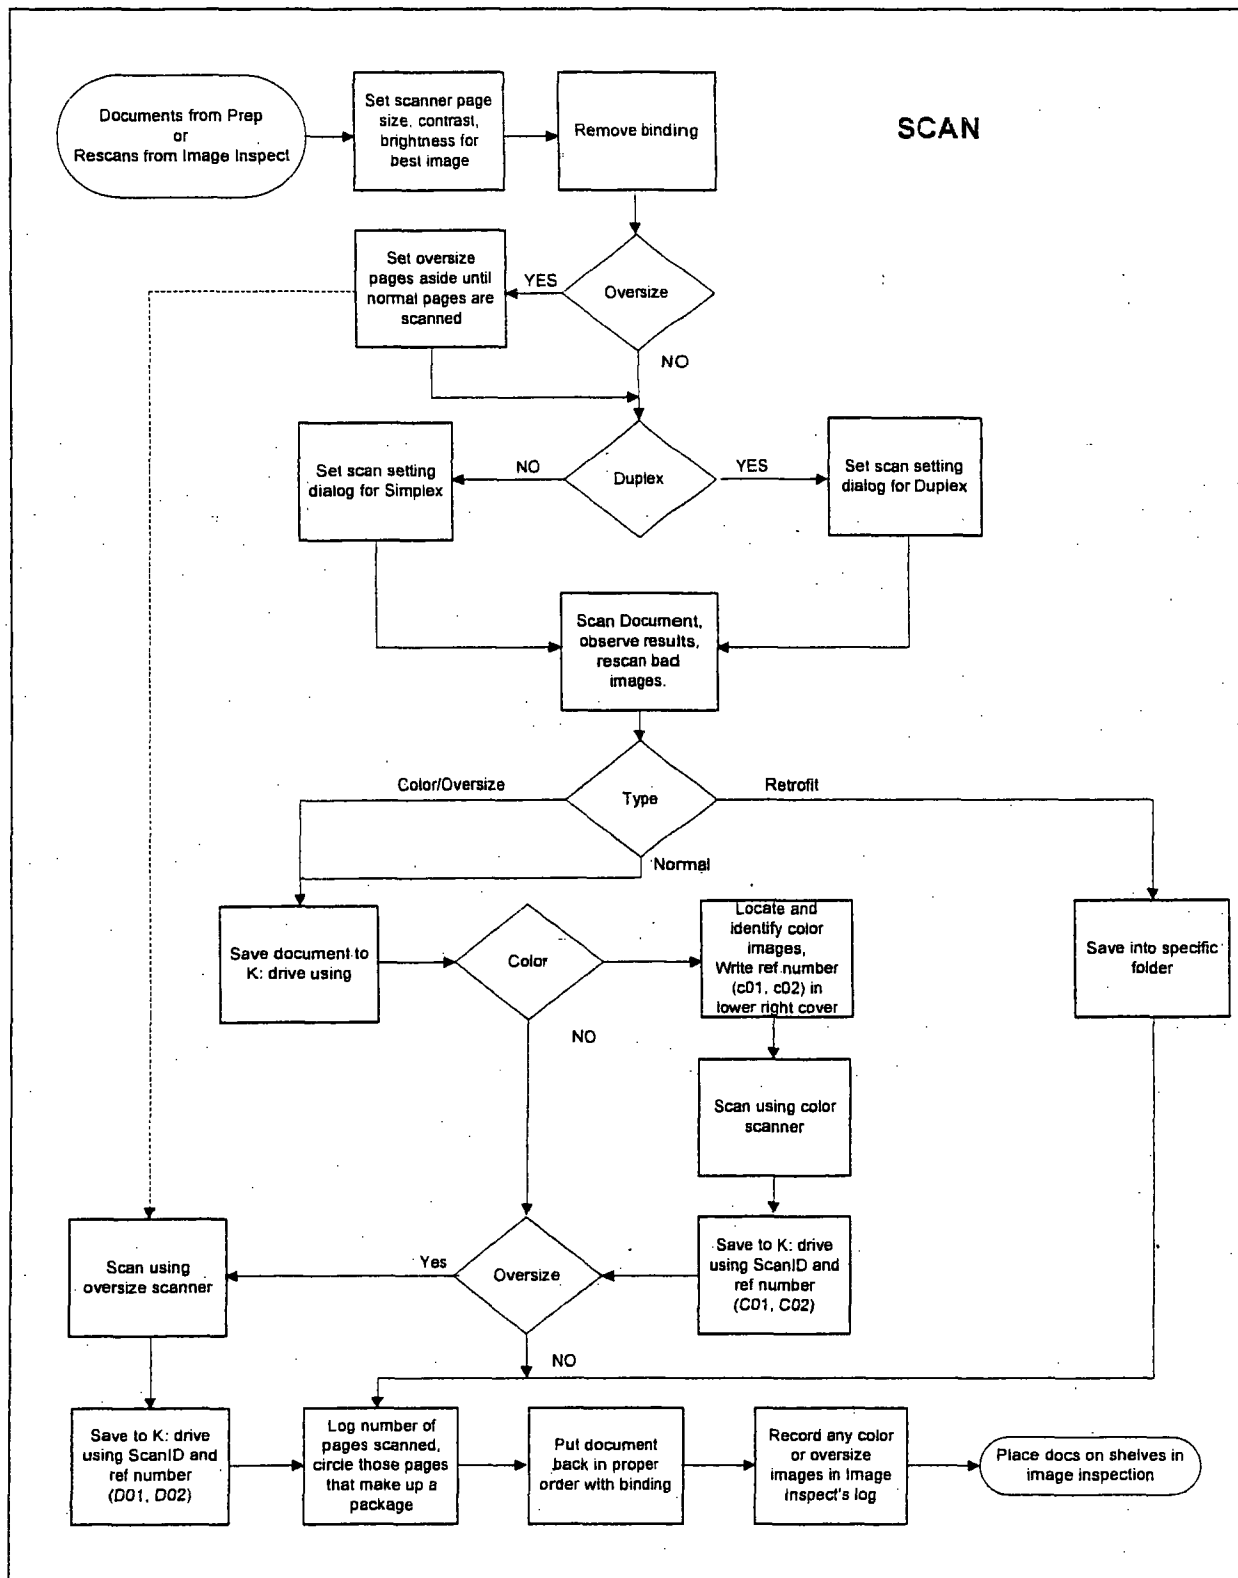 SCAN
Documents from Prep
or
Rescans from Image Inspect
Set scanner page
size, contrast,
brightness for
best image
Remove binding
Set oversize
pages aside until
normal pages are
scanned
YES
Oversize
NO
Set scan setting
dialog for Simplex
NO
Duplex
YES
Set scan setting
dialog for Duplex
Scan Document,
observe results,
rescan bad
images.
Color/Oversize
Type
Retrofit
Normal
Save document to
K: drive using
Color
NO
Locate and
identify color
images,
Write ref number
(c01, c02) in
lower right cover
Save into specific
folder
Scan using color
scanner
Scan using
oversize scanner
Yes
Oversize
NO
Save to K: drive
using ScanID and
ref number
(C01, C02)
Save to K: drive
using ScanID and
ref number
(D01, D02)
Log number of
pages scanned,
circle those pages
that make up a
package
Put document
back in proper
order with binding
Record any color
or oversize
images in Image
Inspect's log
Place docs on shelves in
image inspection